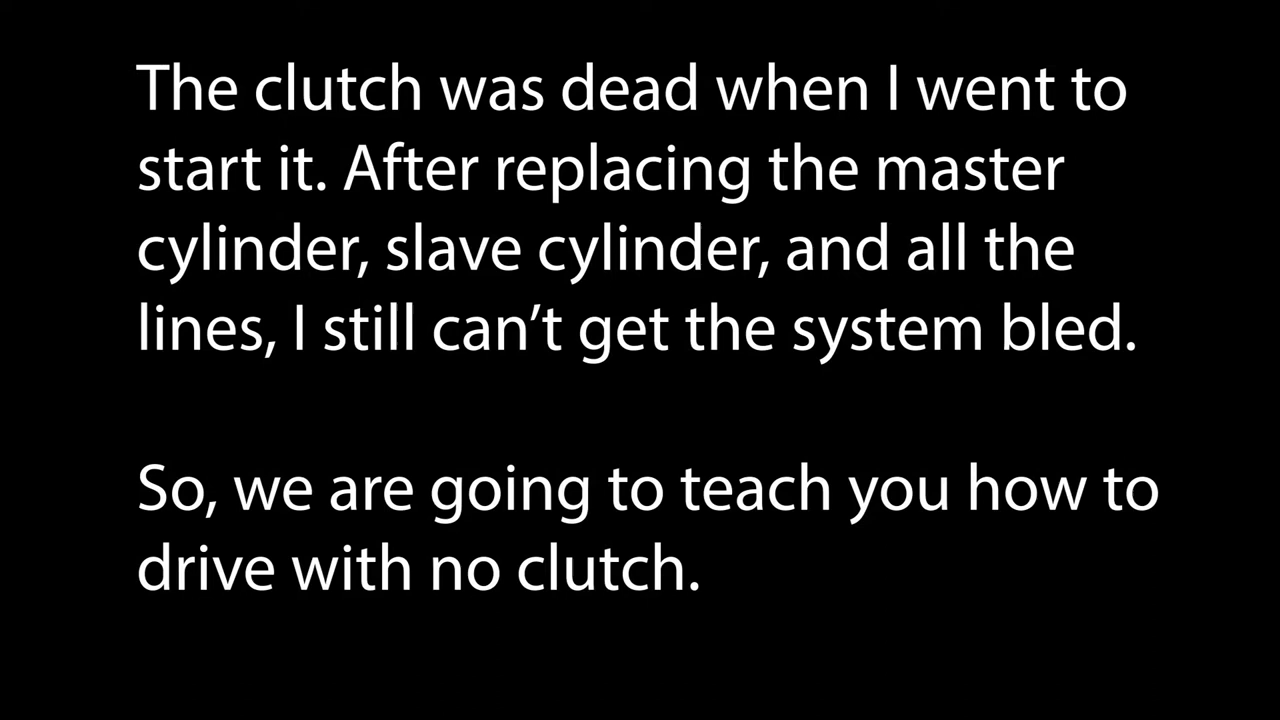 The clutch was dead when I went to
start it. After replacing the master
cylinder, slave cylinder, and all the
lines, I still can’t get the system bled.
So, we are going to teach you how to
drive with no clutch.